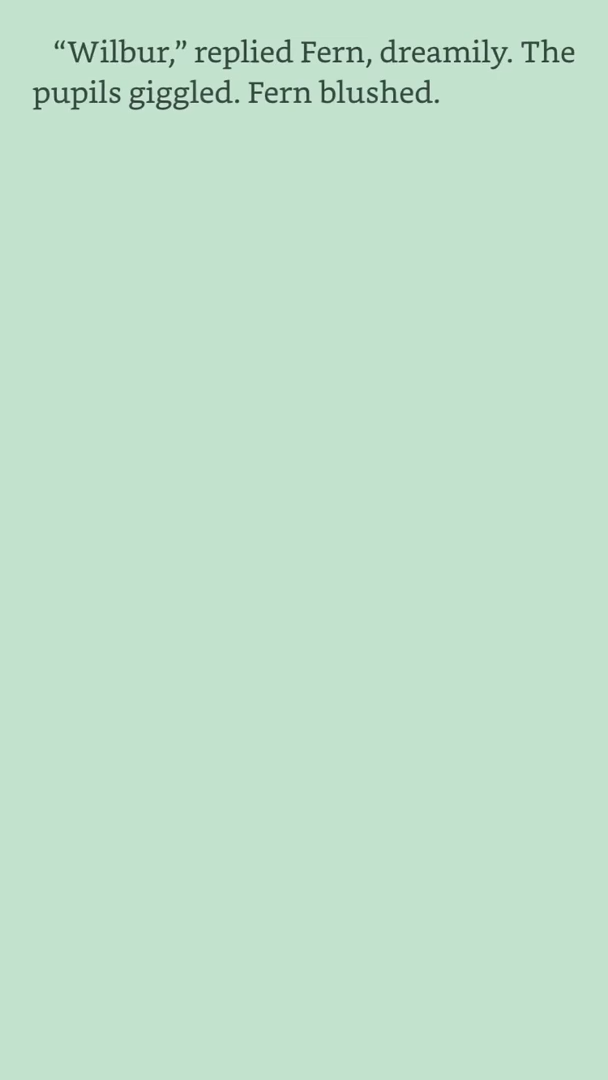 “Wilbur,” replied Fern, dreamily. The
pupils giggled. Fern blushed.